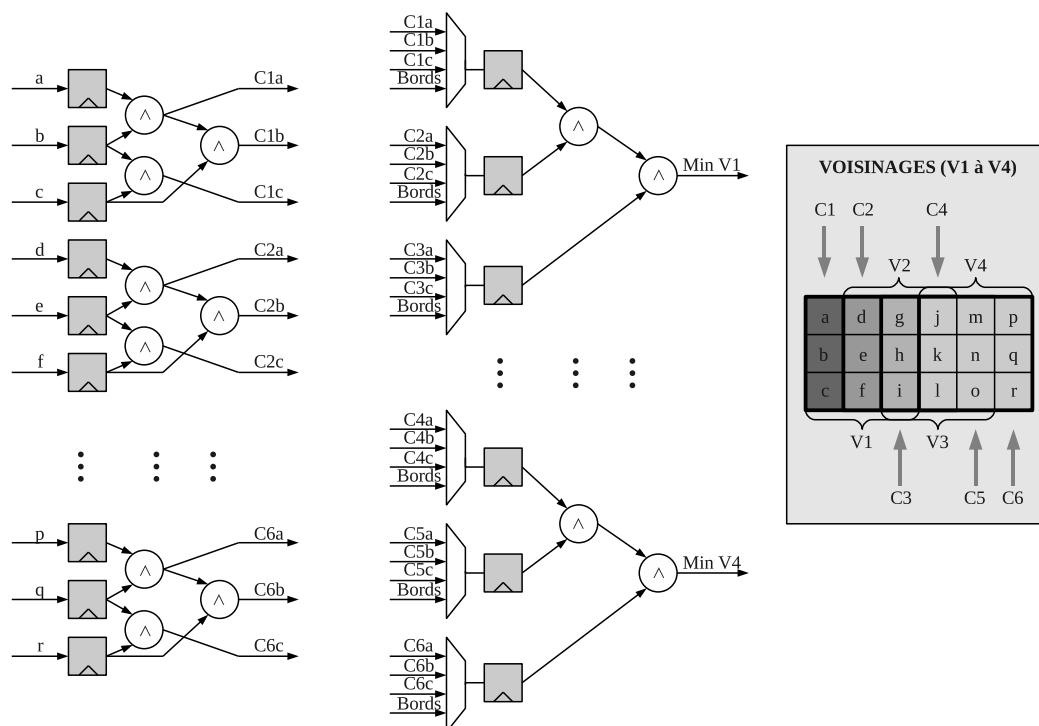 a
C1a
b
C1b
c
C1c
d
C2a
e
C2b
f
C2c
p
C6a
q
C6b
r
C6c
C1a
C1b
C1c
Bords
C2a
C2b
C2c
Bords
C3a
C3b
C3c
Bords
C4a
C4b
C4c
Bords
C5a
C5b
C5c
Bords
C6a
C6b
C6c
Bords
^
^
^
^
^
^
^
^
^
^
^
Min V1
^
^
Min V4
VOISINAGES (V1 à V4)
C1 C2 C4
V2 V4
a d g j m p
b e h k n q
c f i l o r
V1 V3
C3 C5 C6